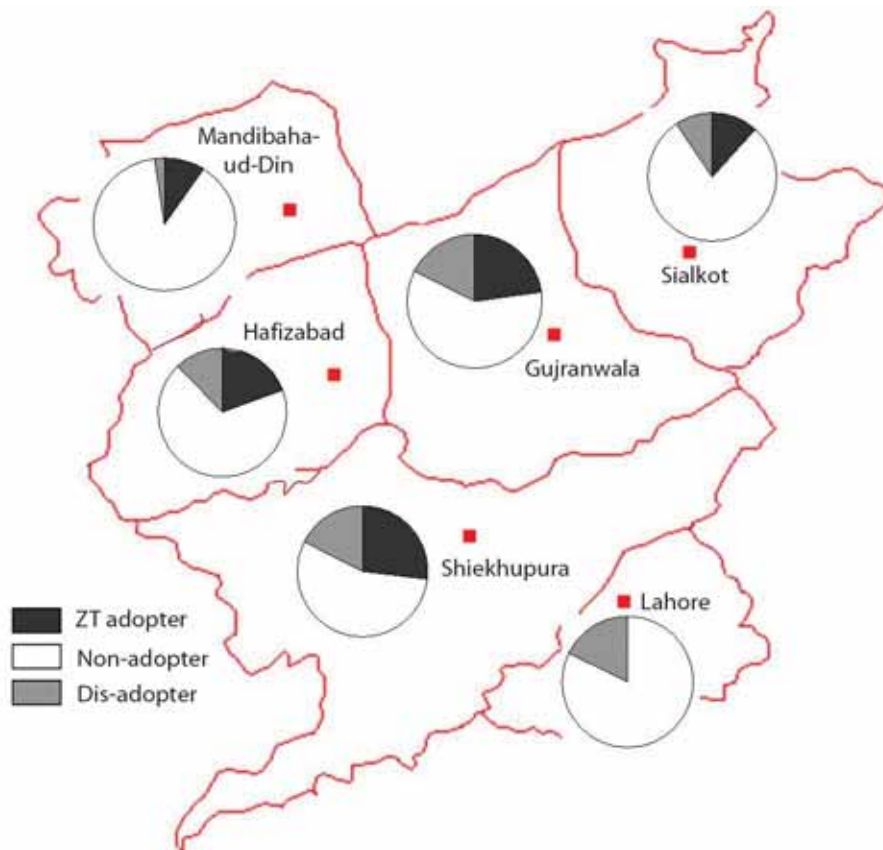 Mandibaha-
ud-Din
Sialkot
Hafizabad
Gujranwala
Shiekhupura
Lahore
ZT adopter
Non-adopter
Dis-adopter